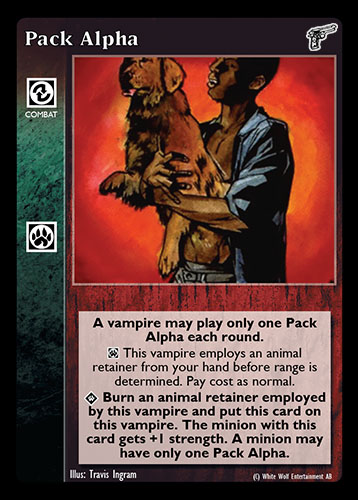 Pack Alpha
COMBAT
A vampire may play only one Pack
Alpha each round.
This vampire employs an animal
retainer from your hand before range is
determined. Pay cost as normal.
Burn an animal retainer employed
by this vampire and put this card on
this vampire. The minion with this
card gets +1 strength. A minion may
have only one Pack Alpha.
Illus: Travis Ingram
(C) White Wolf Entertainment AB